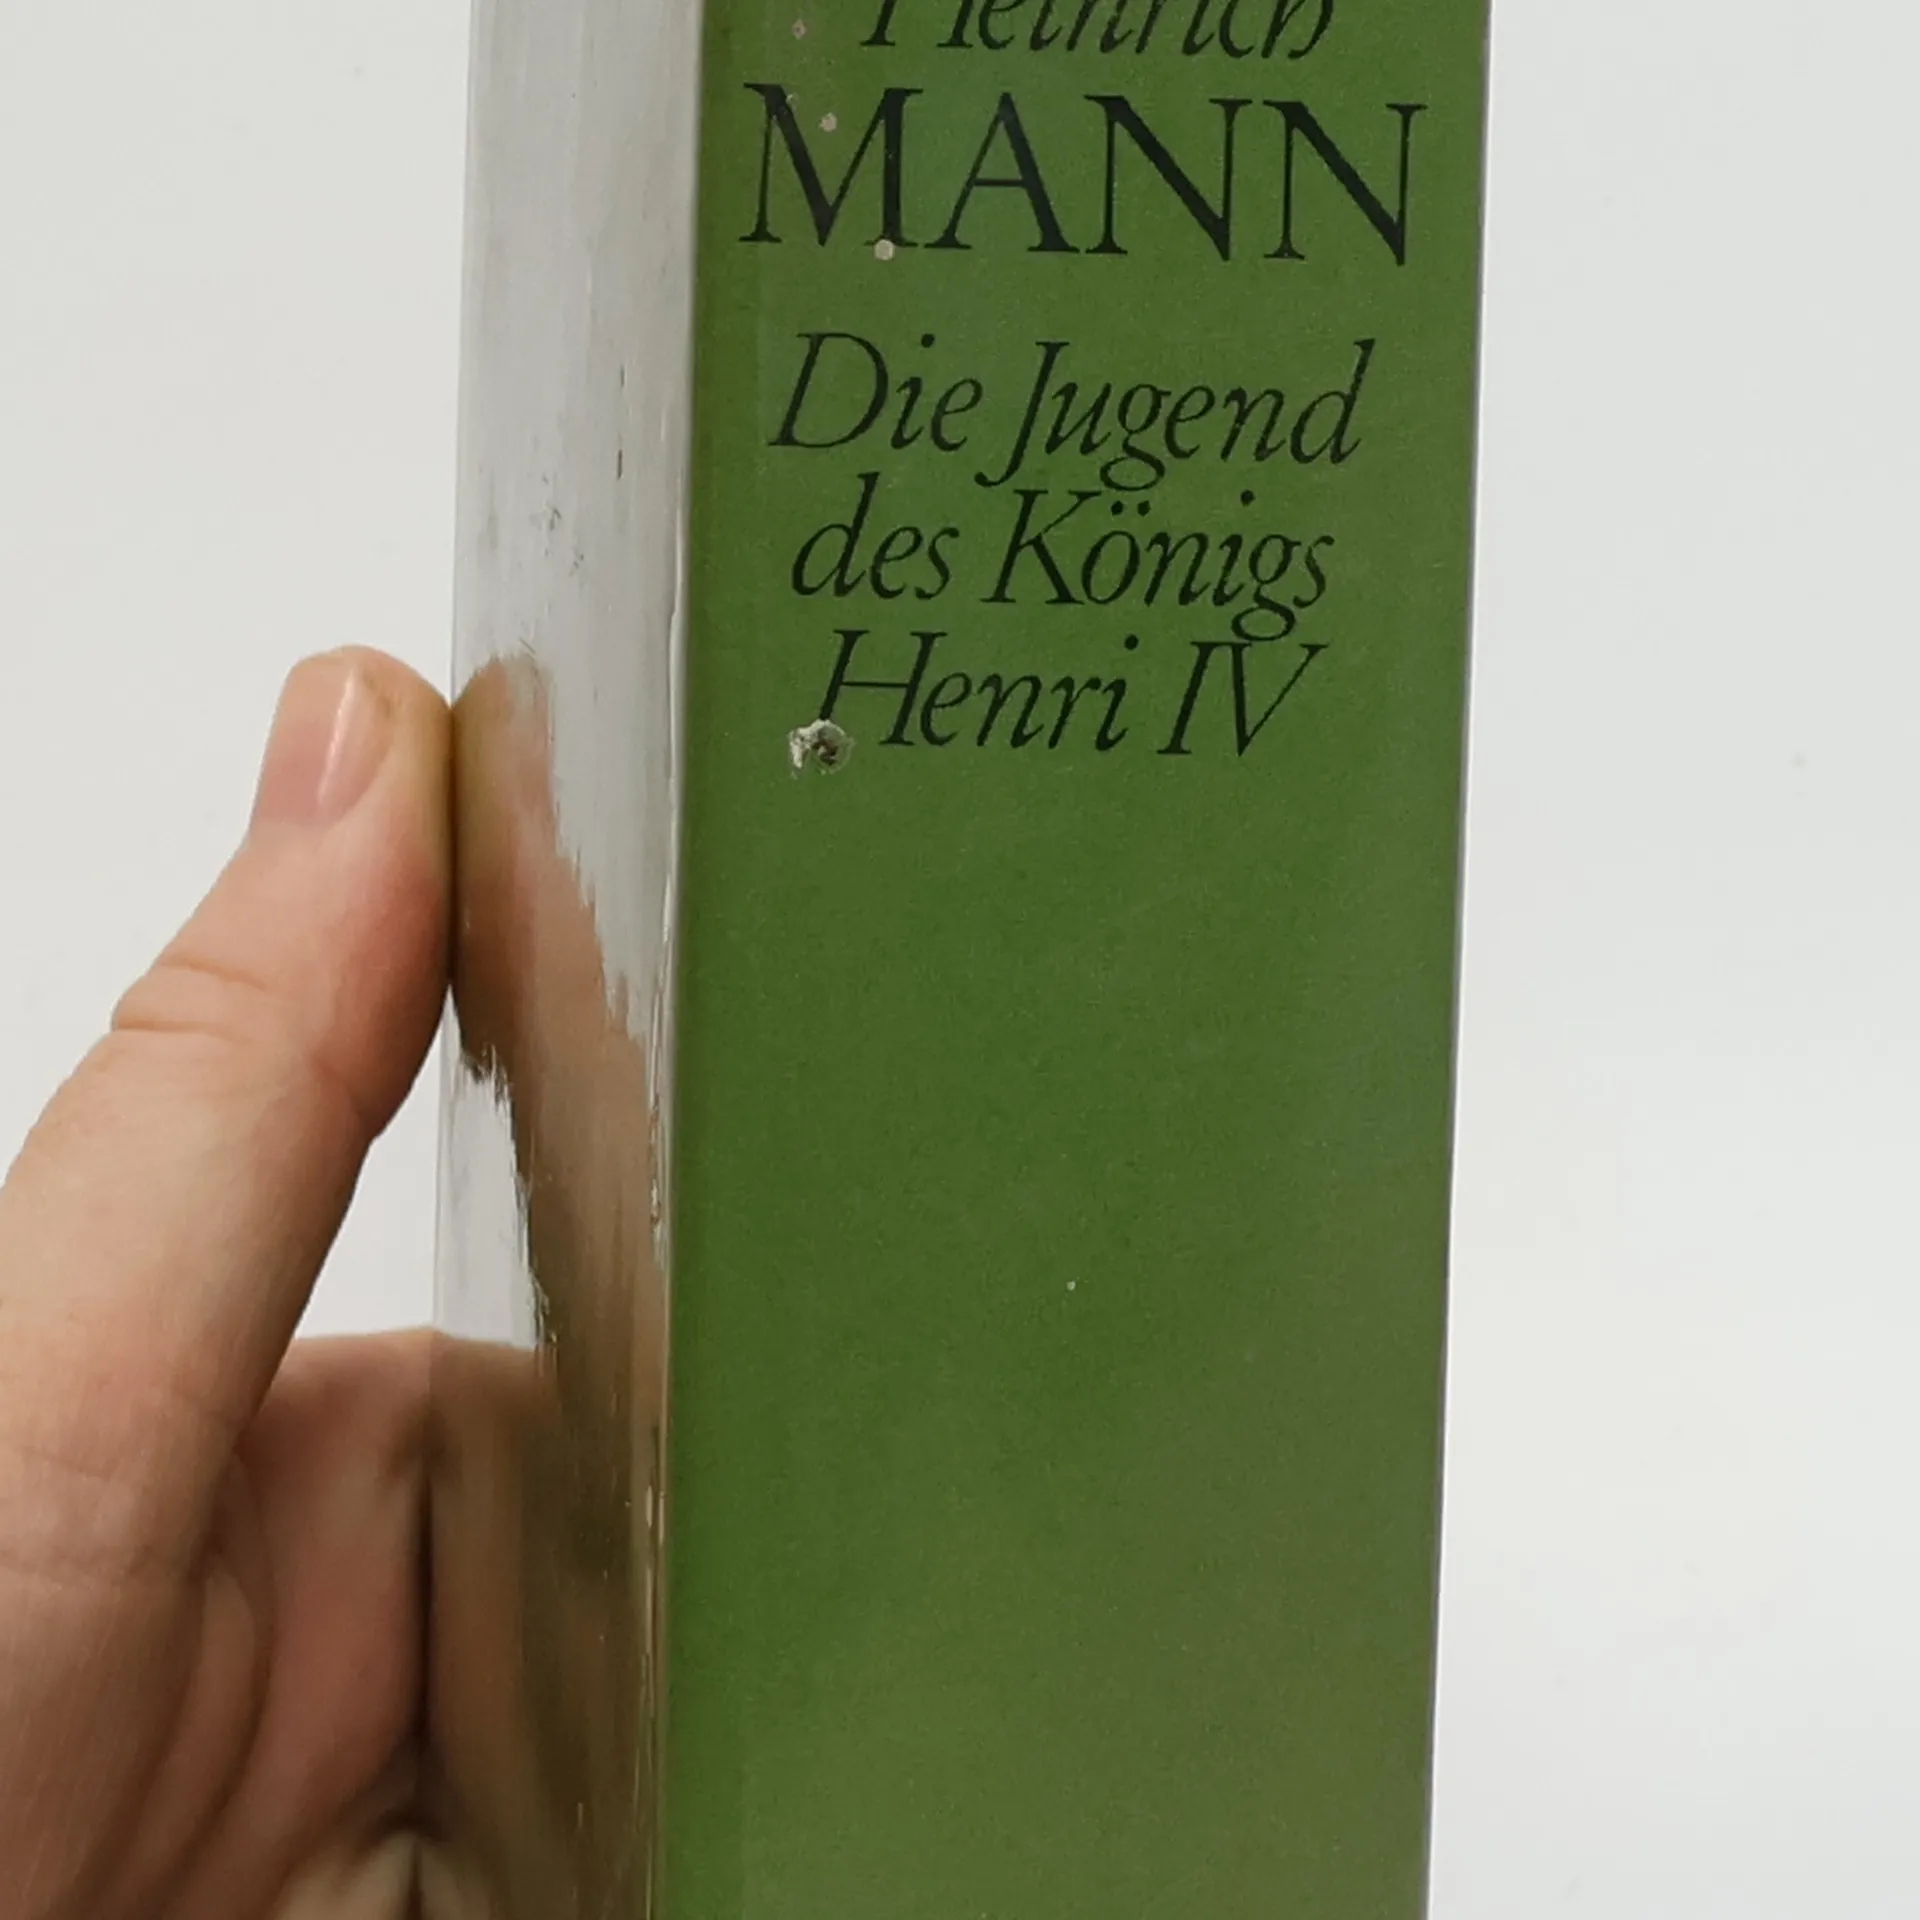 Heinrich
MANN
Die Jugend
des Königs
Henri IV